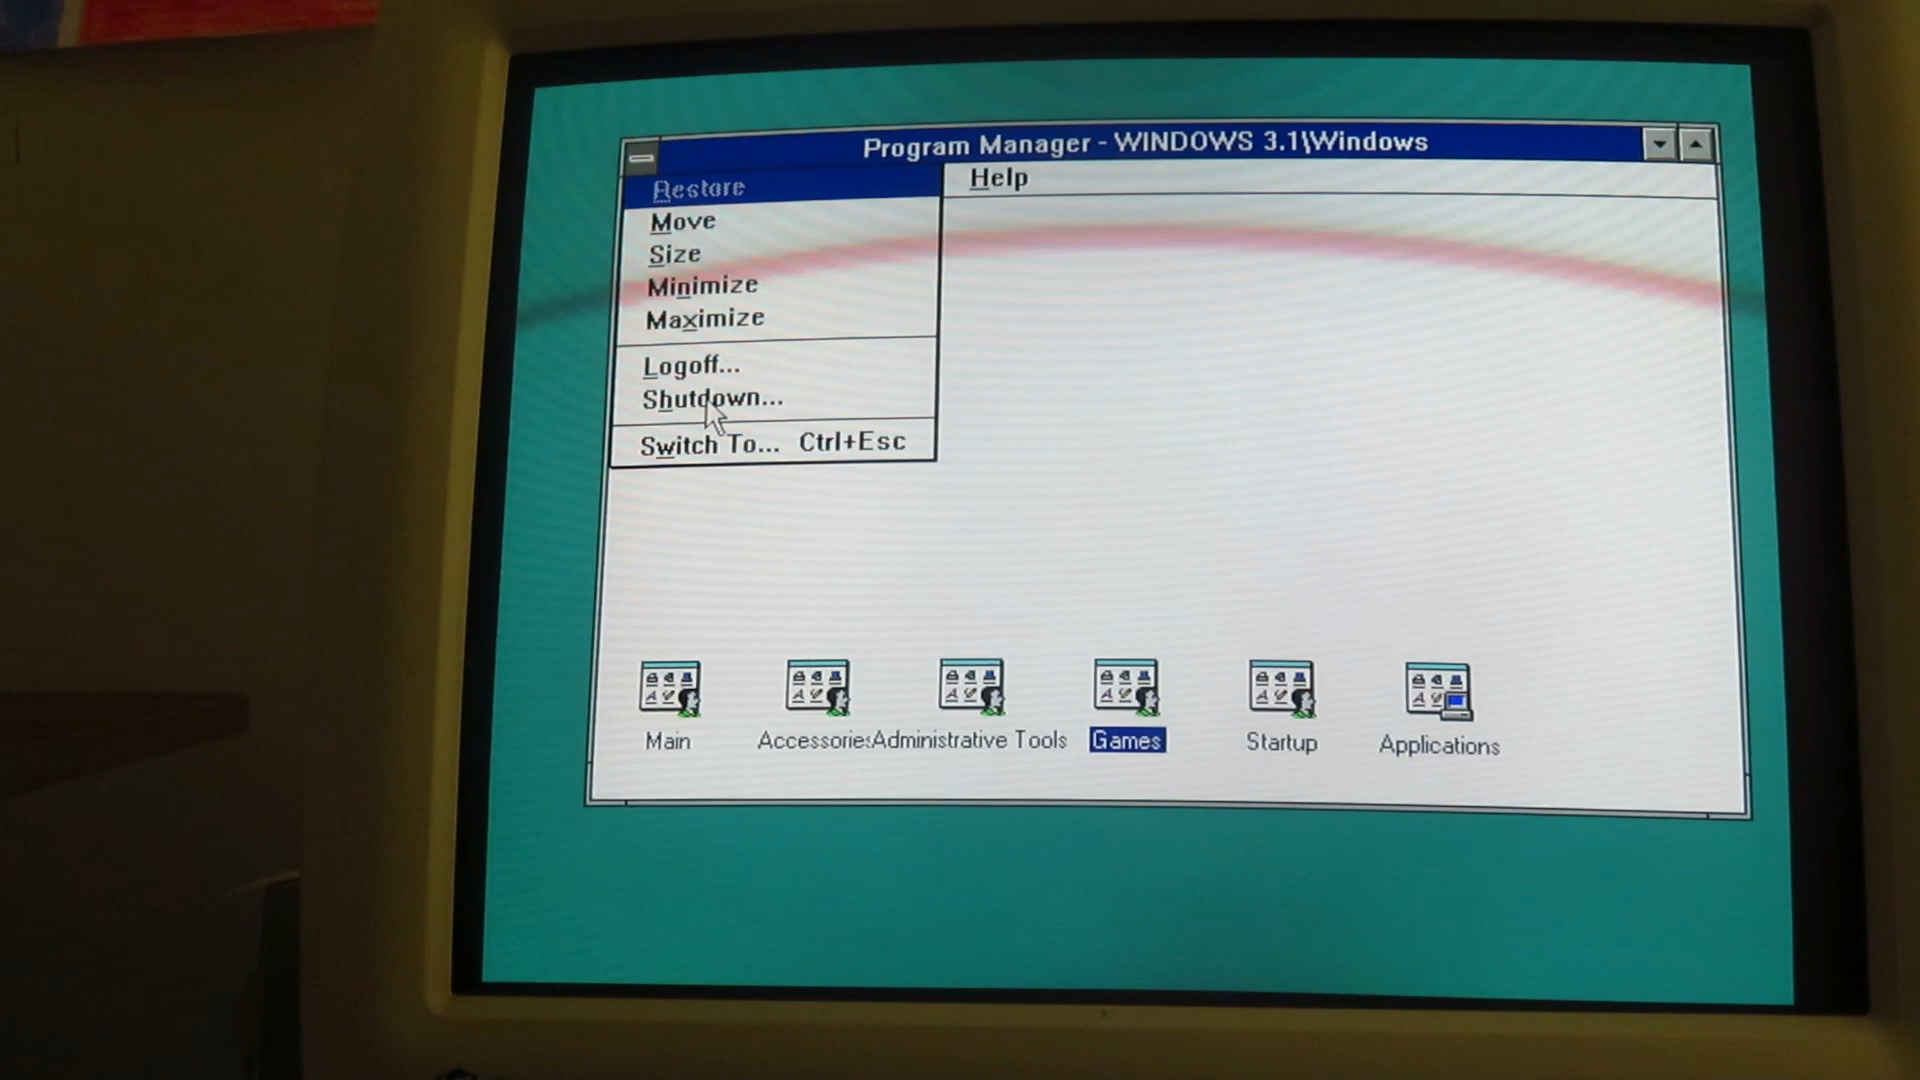 Program Manager - WINDOWS 3.1\Windows
Restore
Help
Move
Size
Minimize
Maximize
Logoff...
Shutdown...
Switch To... Ctrl+Esc
Main
Accessories
Administrative Tools
Games
Startup
Applications